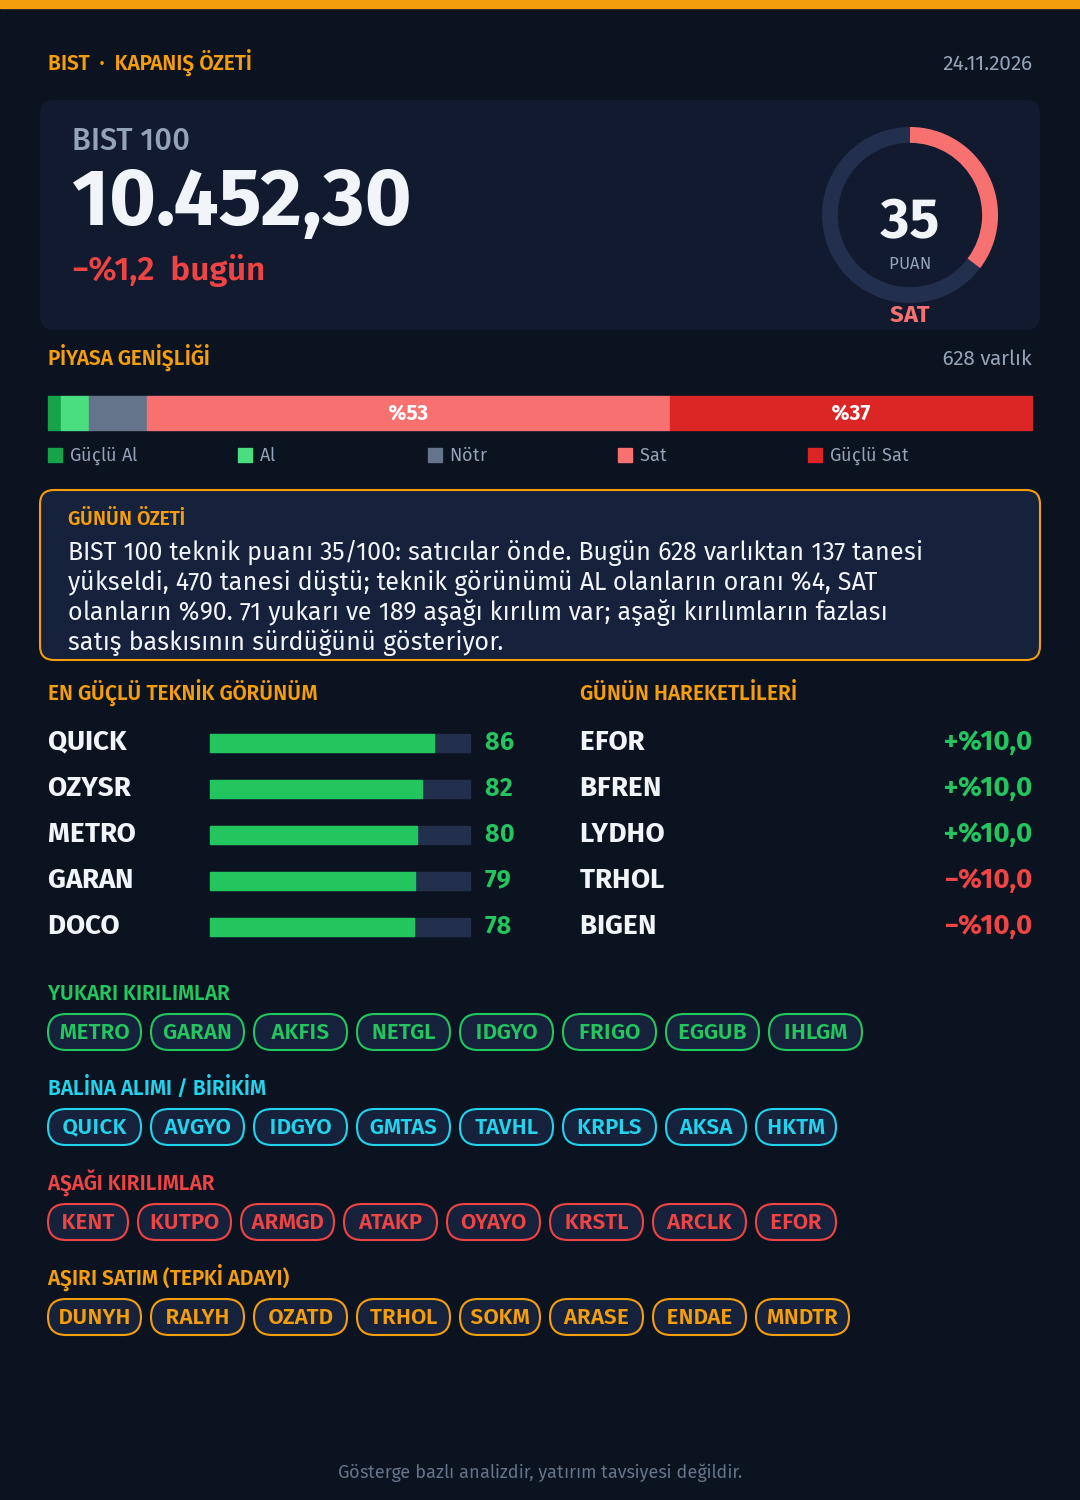 BIST · KAPANIŞ ÖZETİ
24.11.2026
BIST 100
10.452,30
−%1,2 bugün
35
PUAN
SAT
PİYASA GENİŞLİĞİ
628 varlık
%53 %37
Güçlü Al Al Nötr Sat Güçlü Sat
GÜNÜN ÖZETİ
BIST 100 teknik puanı 35/100: satıcılar önde. Bugün 628 varlıktan 137 tanesi
yükseldi, 470 tanesi düştü; teknik görünümü AL olanların oranı %4, SAT
olanların %90. 71 yukarı ve 189 aşağı kırılım var; aşağı kırılımların fazlası
satış baskısının sürdüğünü gösteriyor.
EN GÜÇLÜ TEKNİK GÖRÜNÜM
QUICK 86
OZYSR 82
METRO 80
GARAN 79
DOCO 78
GÜNÜN HAREKETLİLERİ
EFOR +%10,0
BFREN +%10,0
LYDHO +%10,0
TRHOL −%10,0
BIGEN −%10,0
YUKARI KIRILIMLAR
METRO GARAN AKFIS NETGL IDGYO FRIGO EGGUB IHLGM
BALİNA ALIMI / BİRİKİM
QUICK AVGYO IDGYO GMTAS TAVHL KRPLS AKSA HKTM
AŞAĞI KIRILIMLAR
KENT KUTPO ARMGD ATAKP OYAYO KRSTL ARCLK EFOR
AŞIRI SATIM (TEPKİ ADAYI)
DUNYH RALYH OZATD TRHOL SOKM ARASE ENDAE MNDTR
Gösterge bazlı analizdir, yatırım tavsiyesi değildir.